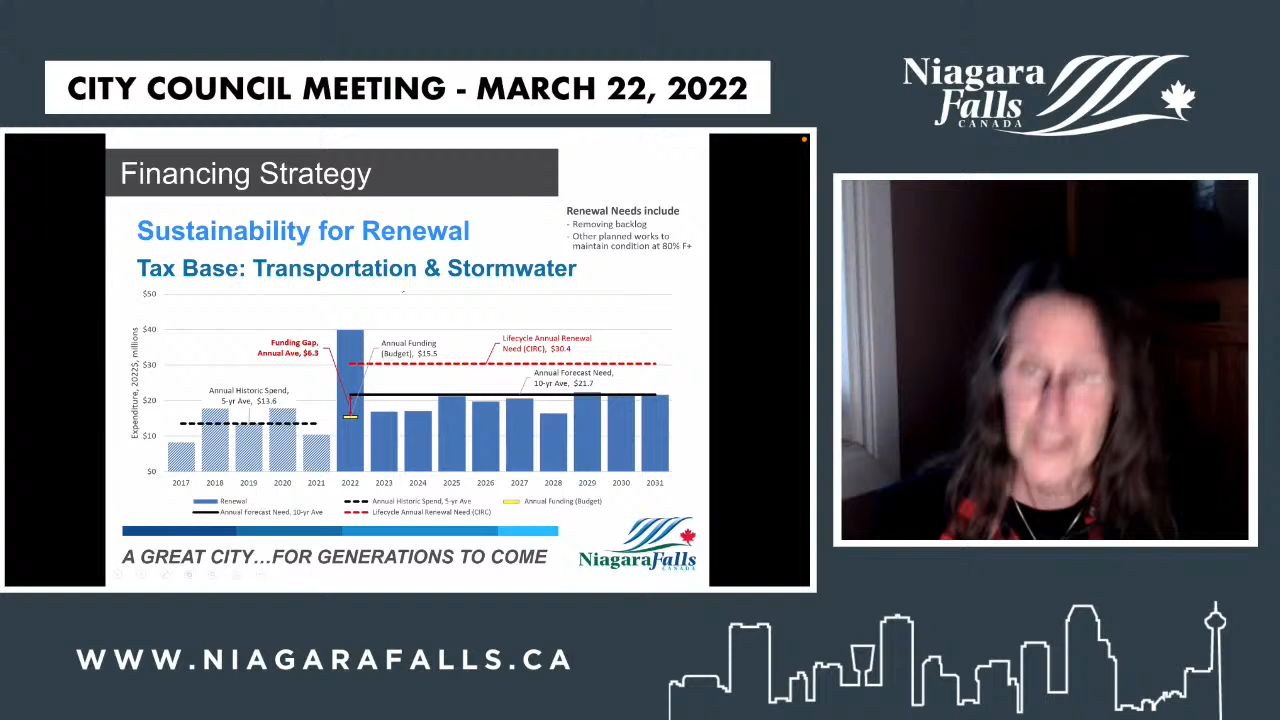 CITY COUNCIL MEETING - MARCH 22, 2022
Niagara
Falls
CANADA
Financing Strategy
Sustainability for Renewal
Renewal Needs include
- Removing backlog
- Other planned works to
maintain condition at 80% F+
Tax Base: Transportation & Stormwater
Expenditure, 2022$, millions
$50
$40
$30
$20
$10
$0
Funding Gap,
Annual Ave, $6.3
Annual Funding
(Budget), $15.5
Lifecycle Annual Renewal
Need (CIRC), $30.4
Annual Historic Spend,
5-yr Ave, $13.6
Annual Forecast Need,
10-yr Ave, $21.7
2017 2018 2019 2020 2021 2022 2023 2024 2025 2026 2027 2028 2029 2030 2031
Renewal
Annual Historic Spend, 5-yr Ave
Annual Funding (Budget)
Annual Forecast Need, 10-yr Ave
Lifecycle Annual Renewal Need (CIRC)
A GREAT CITY...FOR GENERATIONS TO COME
NiagaraFalls
CANADA
WWW.NIAGARAFALLS.CA